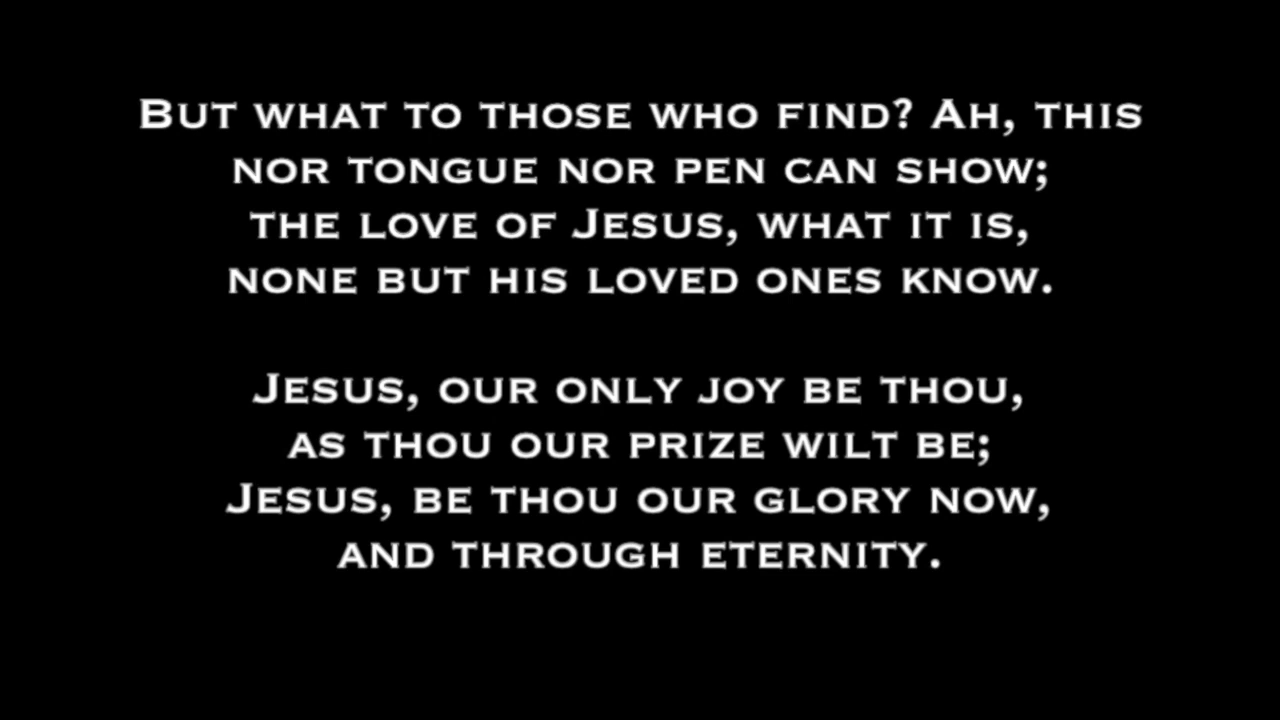 But what to those who find? Ah, this
nor tongue nor pen can show;
the love of Jesus, what it is,
none but his loved ones know.
Jesus, our only joy be thou,
as thou our prize wilt be;
Jesus, be thou our glory now,
and through eternity.